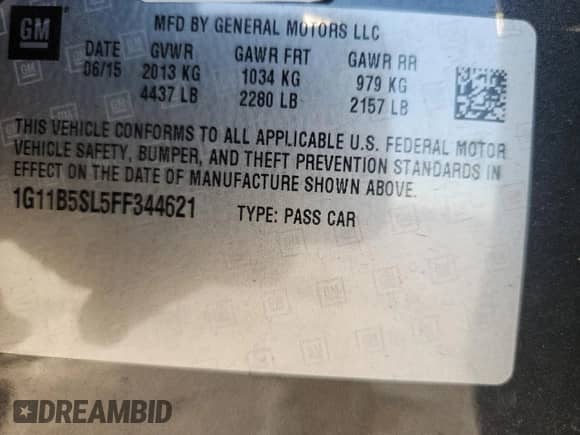 GM
MFD BY GENERAL MOTORS LLC
DATE GVWR GAWR FRT GAWR RR
06/15 2013 KG 1034 KG 979 KG
4437 LB 2280 LB 2157 LB
THIS VEHICLE CONFORMS TO ALL APPLICABLE U.S. FEDERAL MOTOR
VEHICLE SAFETY, BUMPER, AND THEFT PREVENTION STANDARDS IN
EFFECT ON THE DATE OF MANUFACTURE SHOWN ABOVE.
1G11B5SL5FF344621 TYPE: PASS CAR
DREAMBID